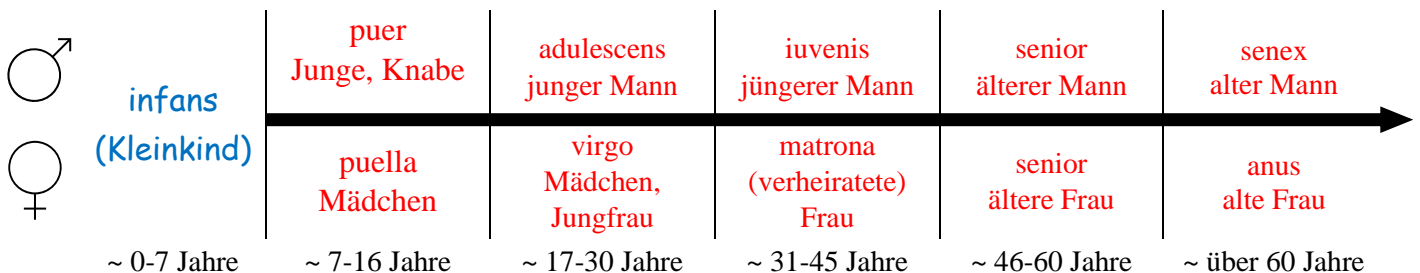 infans
(Kleinkind)
puer
Junge, Knabe
adulescens
junger Mann
iuvenis
jüngerer Mann
senior
älterer Mann
senex
alter Mann
puella
Mädchen
virgo
Mädchen,
Jungfrau
matrona
(verheiratete)
Frau
senior
ältere Frau
anus
alte Frau
~ 0-7 Jahre
~ 7-16 Jahre
~ 17-30 Jahre
~ 31-45 Jahre
~ 46-60 Jahre
~ über 60 Jahre